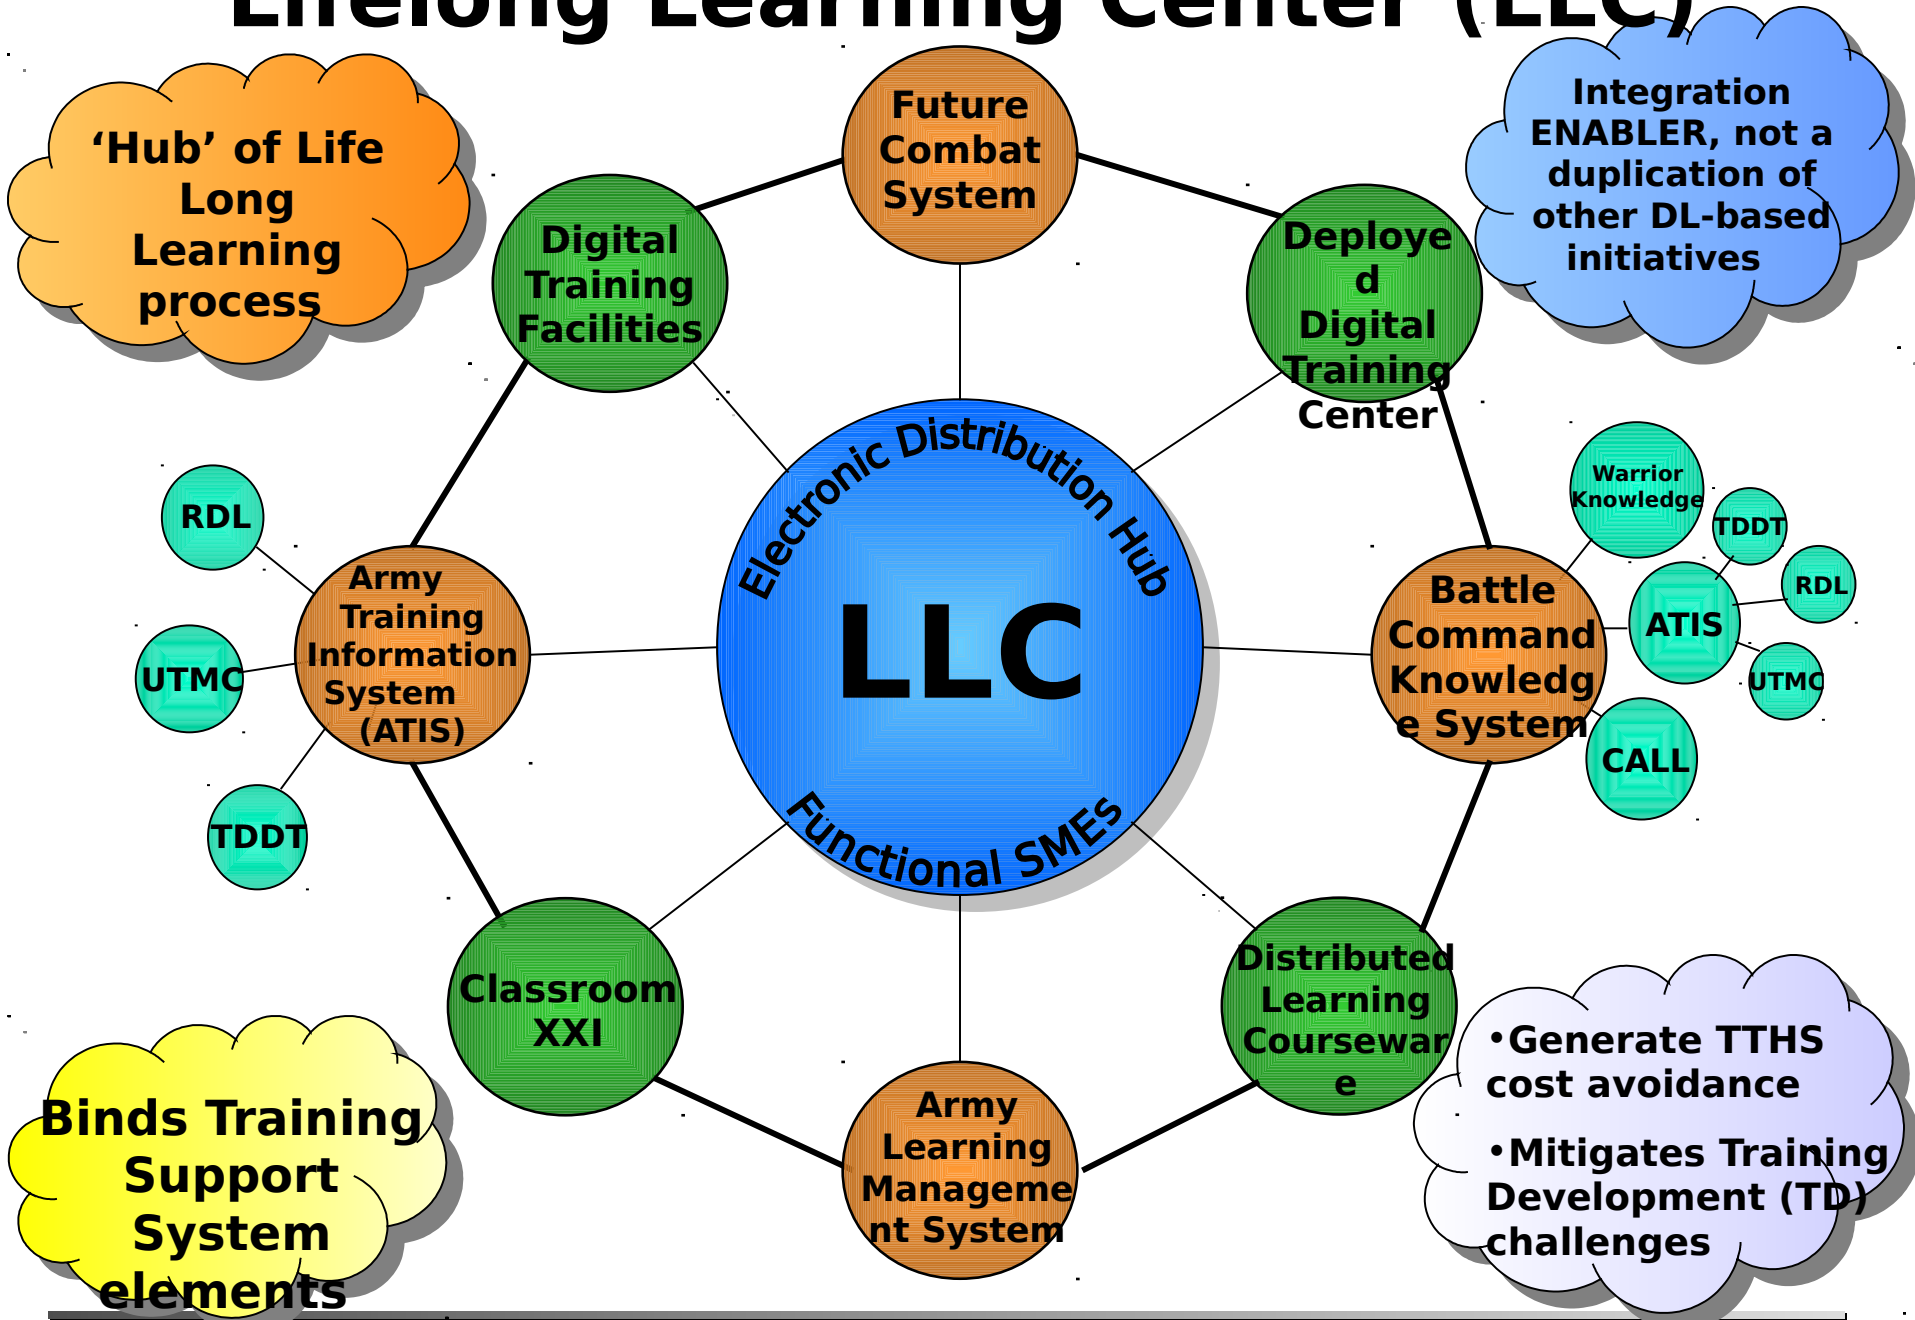 Lifelong Learning Center (LLC)
‘Hub’ of Life
Long
Learning
process
Future
Combat
System
Integration
ENABLER, not a
duplication of
other DL-based
initiatives
Digital
Training
Facilities
Deploye
d
Digital
Training
Center
Electronic Distribution Hub
LLC
Functional SMEs
RDL
UTMC
TDDT
Army
Training
Information
System
(ATIS)
Battle
Command
Knowledg
e System
Warrior
Knowledge
TDDT
RDL
ATIS
UTMC
CALL
Classroom
XXI
Distributed
Learning
Coursewar
e
Army
Learning
Manageme
nt System
Binds Training
Support
System
elements
•Generate TTHS
cost avoidance
•Mitigates Training
Development (TD)
challenges